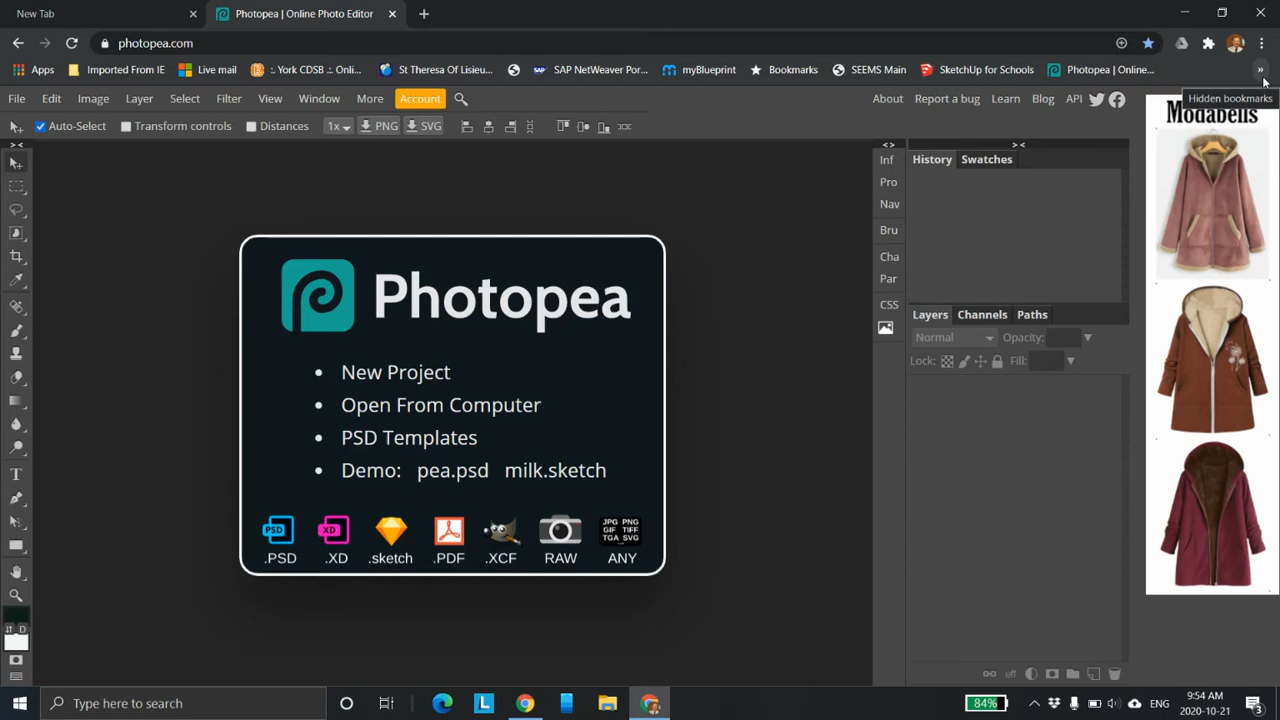 New Tab
Photopea | Online Photo Editor
photopea.com
Apps
Imported From IE
Live mail
:. York CDSB :. Onli...
St Theresa Of Lisieu...
SAP NetWeaver Por...
myBlueprint
Bookmarks
SEEMS Main
SketchUp for Schools
Photopea | Online...
»
Hidden bookmarks
File Edit Image Layer Select Filter View Window More Account
About Report a bug Learn Blog API
Auto-Select Transform controls Distances 1x PNG SVG
Modabells
> <
< >
> <
Inf
Pro
Nav
Bru
Cha
Par
CSS
History Swatches
Layers Channels Paths
Normal Opacity:
Lock: Fill:
eff
T
D
Photopea
New Project
Open From Computer
PSD Templates
Demo: pea.psd milk.sketch
PSD
XD
JPG PNG
GIF TIFF
TGA SVG
.PSD .XD .sketch .PDF .XCF RAW ANY
Type here to search
L
84%
ENG
9:54 AM
2020-10-21
3